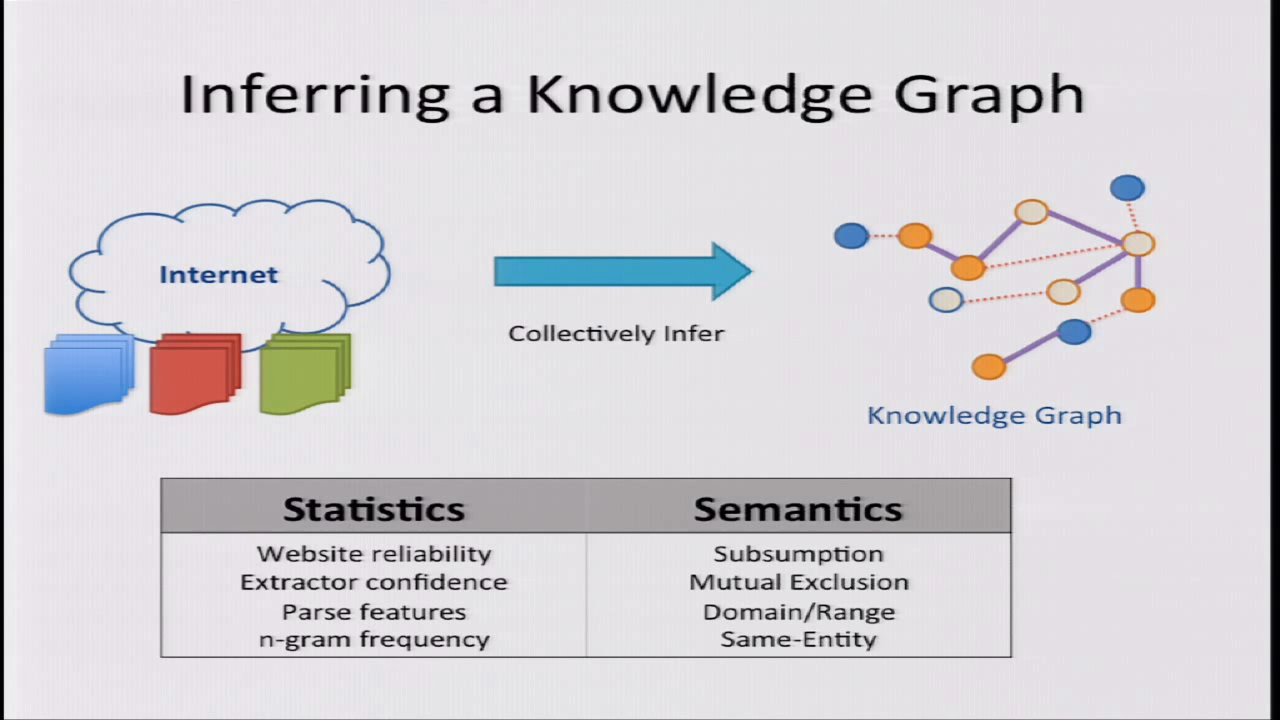 Inferring a Knowledge Graph
Internet
Collectively Infer
Knowledge Graph
Statistics
Semantics
Website reliability
Subsumption
Extractor confidence
Mutual Exclusion
Parse features
Domain/Range
n-gram frequency
Same-Entity